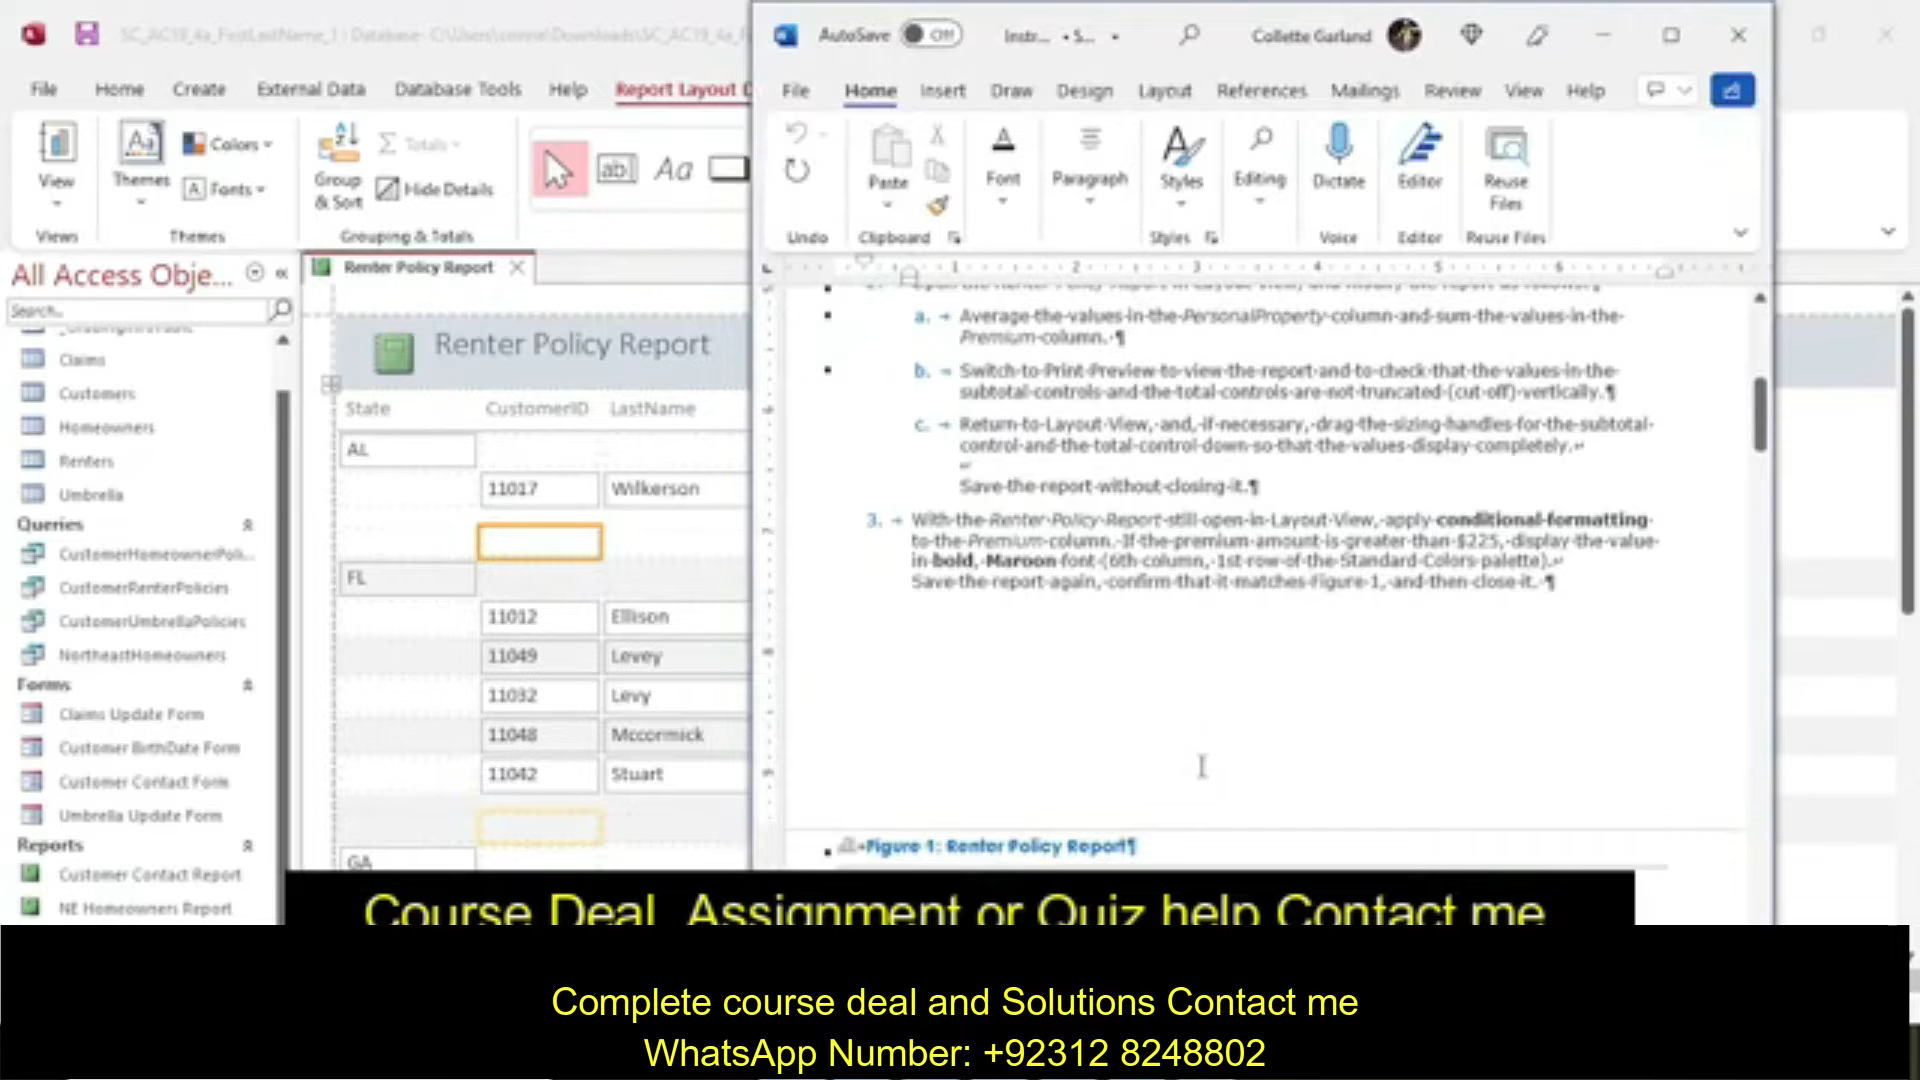 SC_AC19_4a_FirstLastName_1 : Database- C:\Users\
AutoSave Off Instr... • S... • Collette Garland
File Home Create External Data Database Tools Help Report Layout D
File Home Insert Draw Design Layout References Mailings Review View Help
View
Views
Themes
Colors
Fonts
Themes
Group & Sort
Totals
Hide Details
Grouping & Totals
ab
Aa
Undo
Paste
Clipboard
Font
Paragraph
Styles
Styles
Editing
Dictate
Voice
Editor
Editor
Reuse Files
Reuse Files
All Access Obje...
Search...
Claims
Customers
Homeowners
Renters
Umbrella
Queries
CustomerHomeownerPoli...
CustomerRenterPolicies
CustomerUmbrellaPolicies
NortheastHomeowners
Forms
Claims Update Form
Customer BirthDate Form
Customer Contact Form
Umbrella Update Form
Reports
Customer Contact Report
NE Homeowners Report
Renter Policy Report
Renter Policy Report
State CustomerID LastName
AL
11017 Wilkerson
FL
11012 Ellison
11049 Levey
11032 Levy
11048 Mccormick
11042 Stuart
GA
1 2 3 4 5 6
a. Average the values in the PersonalProperty column and sum the values in the
Premium column. ¶
b. Switch to Print Preview to view the report and to check that the values in the
subtotal controls and the total controls are not truncated (cut off) vertically.¶
c. Return to Layout View, and, if necessary, drag the sizing handles for the subtotal
control and the total control down so that the values display completely.
Save the report without closing it.¶
3. With the Renter Policy Report still open in Layout View, apply conditional formatting
to the Premium column. If the premium amount is greater than $225, display the value
in bold, Maroon font (6th column, 1st row of the Standard Colors palette).
Save the report again, confirm that it matches Figure 1, and then close it. ¶
Figure 1: Renter Policy Report¶
Course Deal, Assignment or Quiz help Contact me
Complete course deal and Solutions Contact me
WhatsApp Number: +92312 8248802